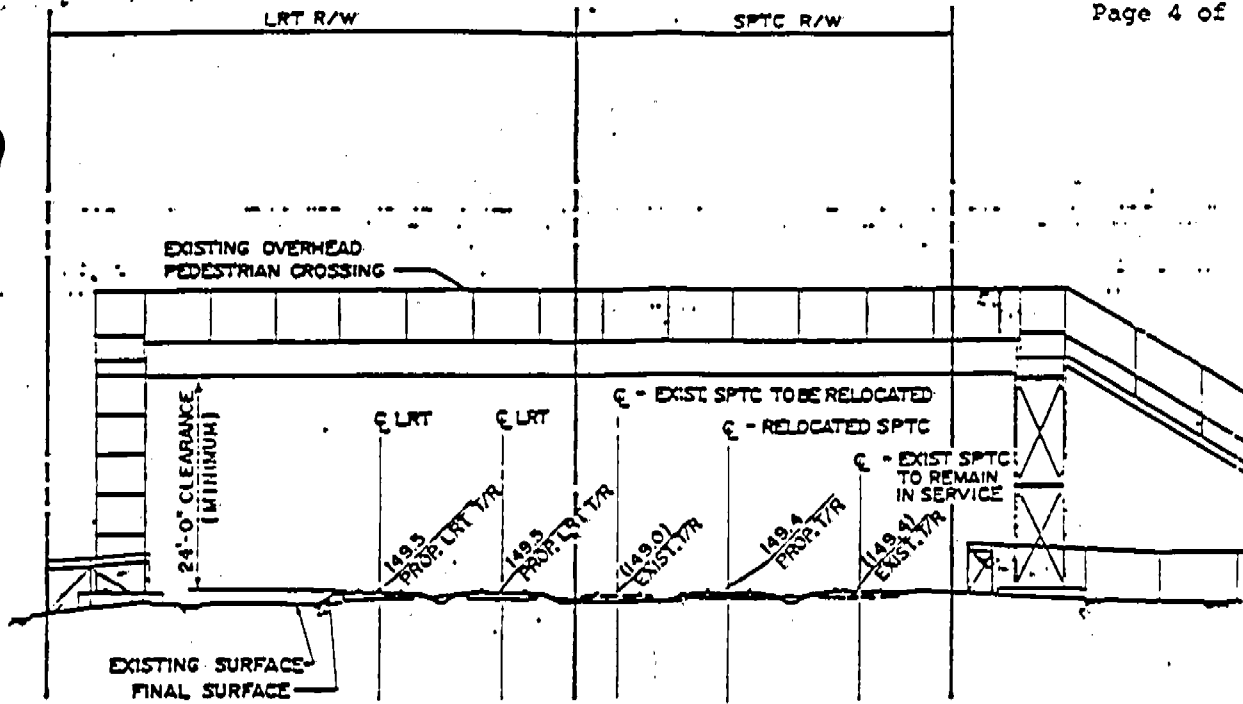 LRT R/W
SPTC R/W
Page 4 of
EXISTING OVERHEAD
PEDESTRIAN CROSSING
24'-0" CLEARANCE
(MINIMUM)
℄ LRT
℄ LRT
℄ - EXIST. SPTC TO BE RELOCATED
℄ - RELOCATED SPTC
℄ - EXIST SPTC
TO REMAIN
IN SERVICE
149.5
PROP. LRT T/R
149.5
PROP. LRT T/R
(149.0)
EXIST. T/R
149.4
PROP. T/R
(149.4)
EXIST. T/R
EXISTING SURFACE
FINAL SURFACE